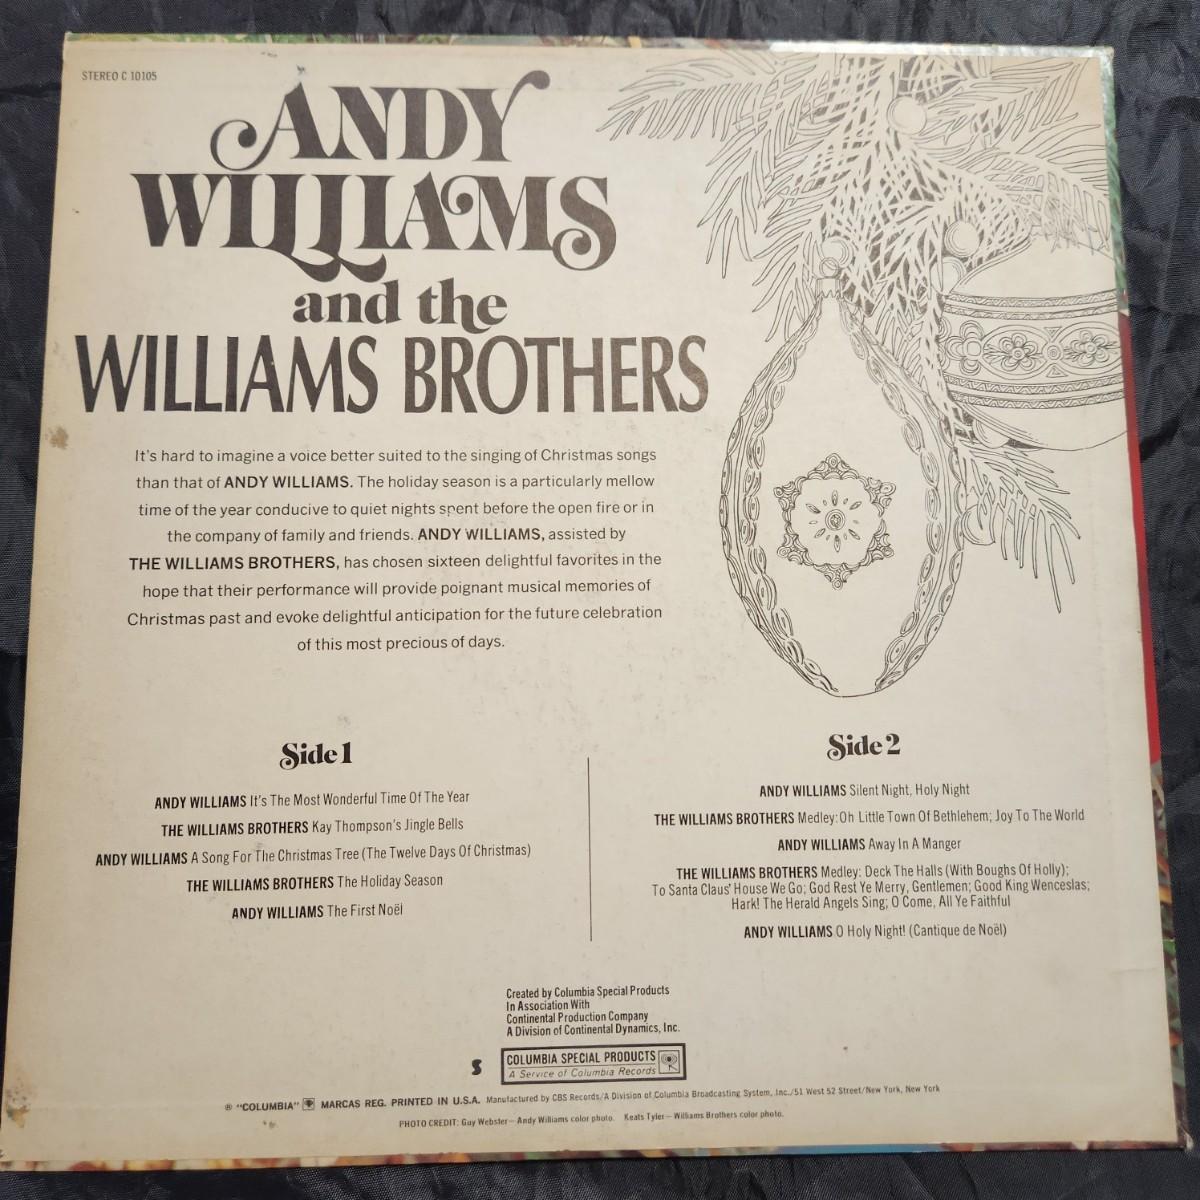 STEREO C 10105
ANDY
WILLIAMS
and the
WILLIAMS BROTHERS
It's hard to imagine a voice better suited to the singing of Christmas songs
than that of ANDY WILLIAMS. The holiday season is a particularly mellow
time of the year conducive to quiet nights spent before the open fire or in
the company of family and friends. ANDY WILLIAMS, assisted by
THE WILLIAMS BROTHERS, has chosen sixteen delightful favorites in the
hope that their performance will provide poignant musical memories of
Christmas past and evoke delightful anticipation for the future celebration
of this most precious of days.
Side 1
ANDY WILLIAMS It's The Most Wonderful Time Of The Year
THE WILLIAMS BROTHERS Kay Thompson's Jingle Bells
ANDY WILLIAMS A Song For The Christmas Tree (The Twelve Days Of Christmas)
THE WILLIAMS BROTHERS The Holiday Season
ANDY WILLIAMS The First Noël
Side 2
ANDY WILLIAMS Silent Night, Holy Night
THE WILLIAMS BROTHERS Medley: Oh Little Town Of Bethlehem; Joy To The World
ANDY WILLIAMS Away In A Manger
THE WILLIAMS BROTHERS Medley: Deck The Halls (With Boughs Of Holly);
To Santa Claus' House We Go; God Rest Ye Merry, Gentlemen; Good King Wenceslas;
Hark! The Herald Angels Sing; O Come, All Ye Faithful
ANDY WILLIAMS O Holy Night! (Cantique de Noël)
Created by Columbia Special Products
In Association With
Continental Production Company
A Division of Continental Dynamics, Inc.
S
COLUMBIA SPECIAL PRODUCTS
A Service of Columbia Records
® "COLUMBIA" MARCAS REG. PRINTED IN U.S.A. Manufactured by CBS Records/A Division of Columbia Broadcasting System, Inc./51 West 52 Street/New York, New York
PHOTO CREDIT: Guy Webster—Andy Williams color photo. Keats Tyler—Williams Brothers color photo.